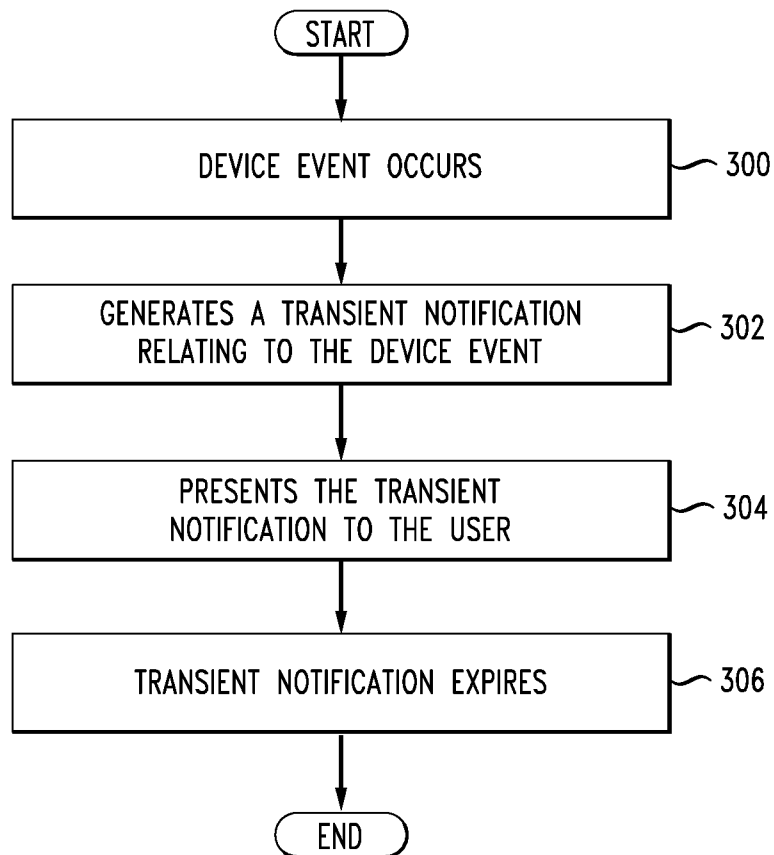 START
DEVICE EVENT OCCURS
300
GENERATES A TRANSIENT NOTIFICATION
RELATING TO THE DEVICE EVENT
302
PRESENTS THE TRANSIENT
NOTIFICATION TO THE USER
304
TRANSIENT NOTIFICATION EXPIRES
306
END